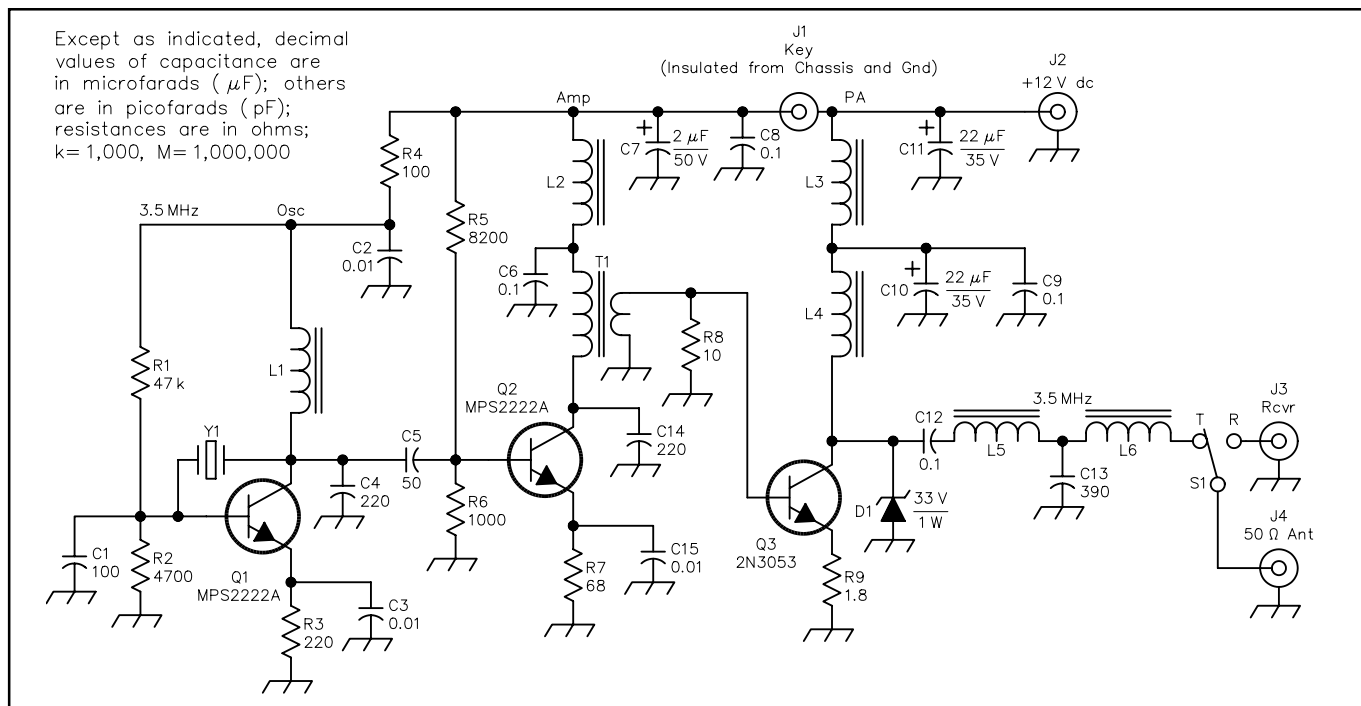 Except as indicated, decimal
values of capacitance are
in microfarads ( µF); others
are in picofarads ( pF);
resistances are in ohms;
k= 1,000, M= 1,000,000
J1
Key
(Insulated from Chassis and Gnd)
J2
+12 V dc
Amp
PA
R4
100
C7
+
2 µF
50 V
C8
0.1
C11
+
22 µF
35 V
L2
L3
3.5 MHz
Osc
R5
8200
C2
0.01
C6
0.1
T1
C10
+
22 µF
35 V
C9
0.1
L4
R8
10
R1
47 k
L1
Q2
MPS2222A
Y1
C5
50
C14
220
C12
0.1
3.5 MHz
L5
L6
T
R
J3
Rcvr
C4
220
R6
1000
C13
390
S1
D1
33 V
1 W
J4
50 Ω Ant
C1
100
R2
4700
Q1
MPS2222A
R7
68
C15
0.01
Q3
2N3053
R9
1.8
R3
220
C3
0.01